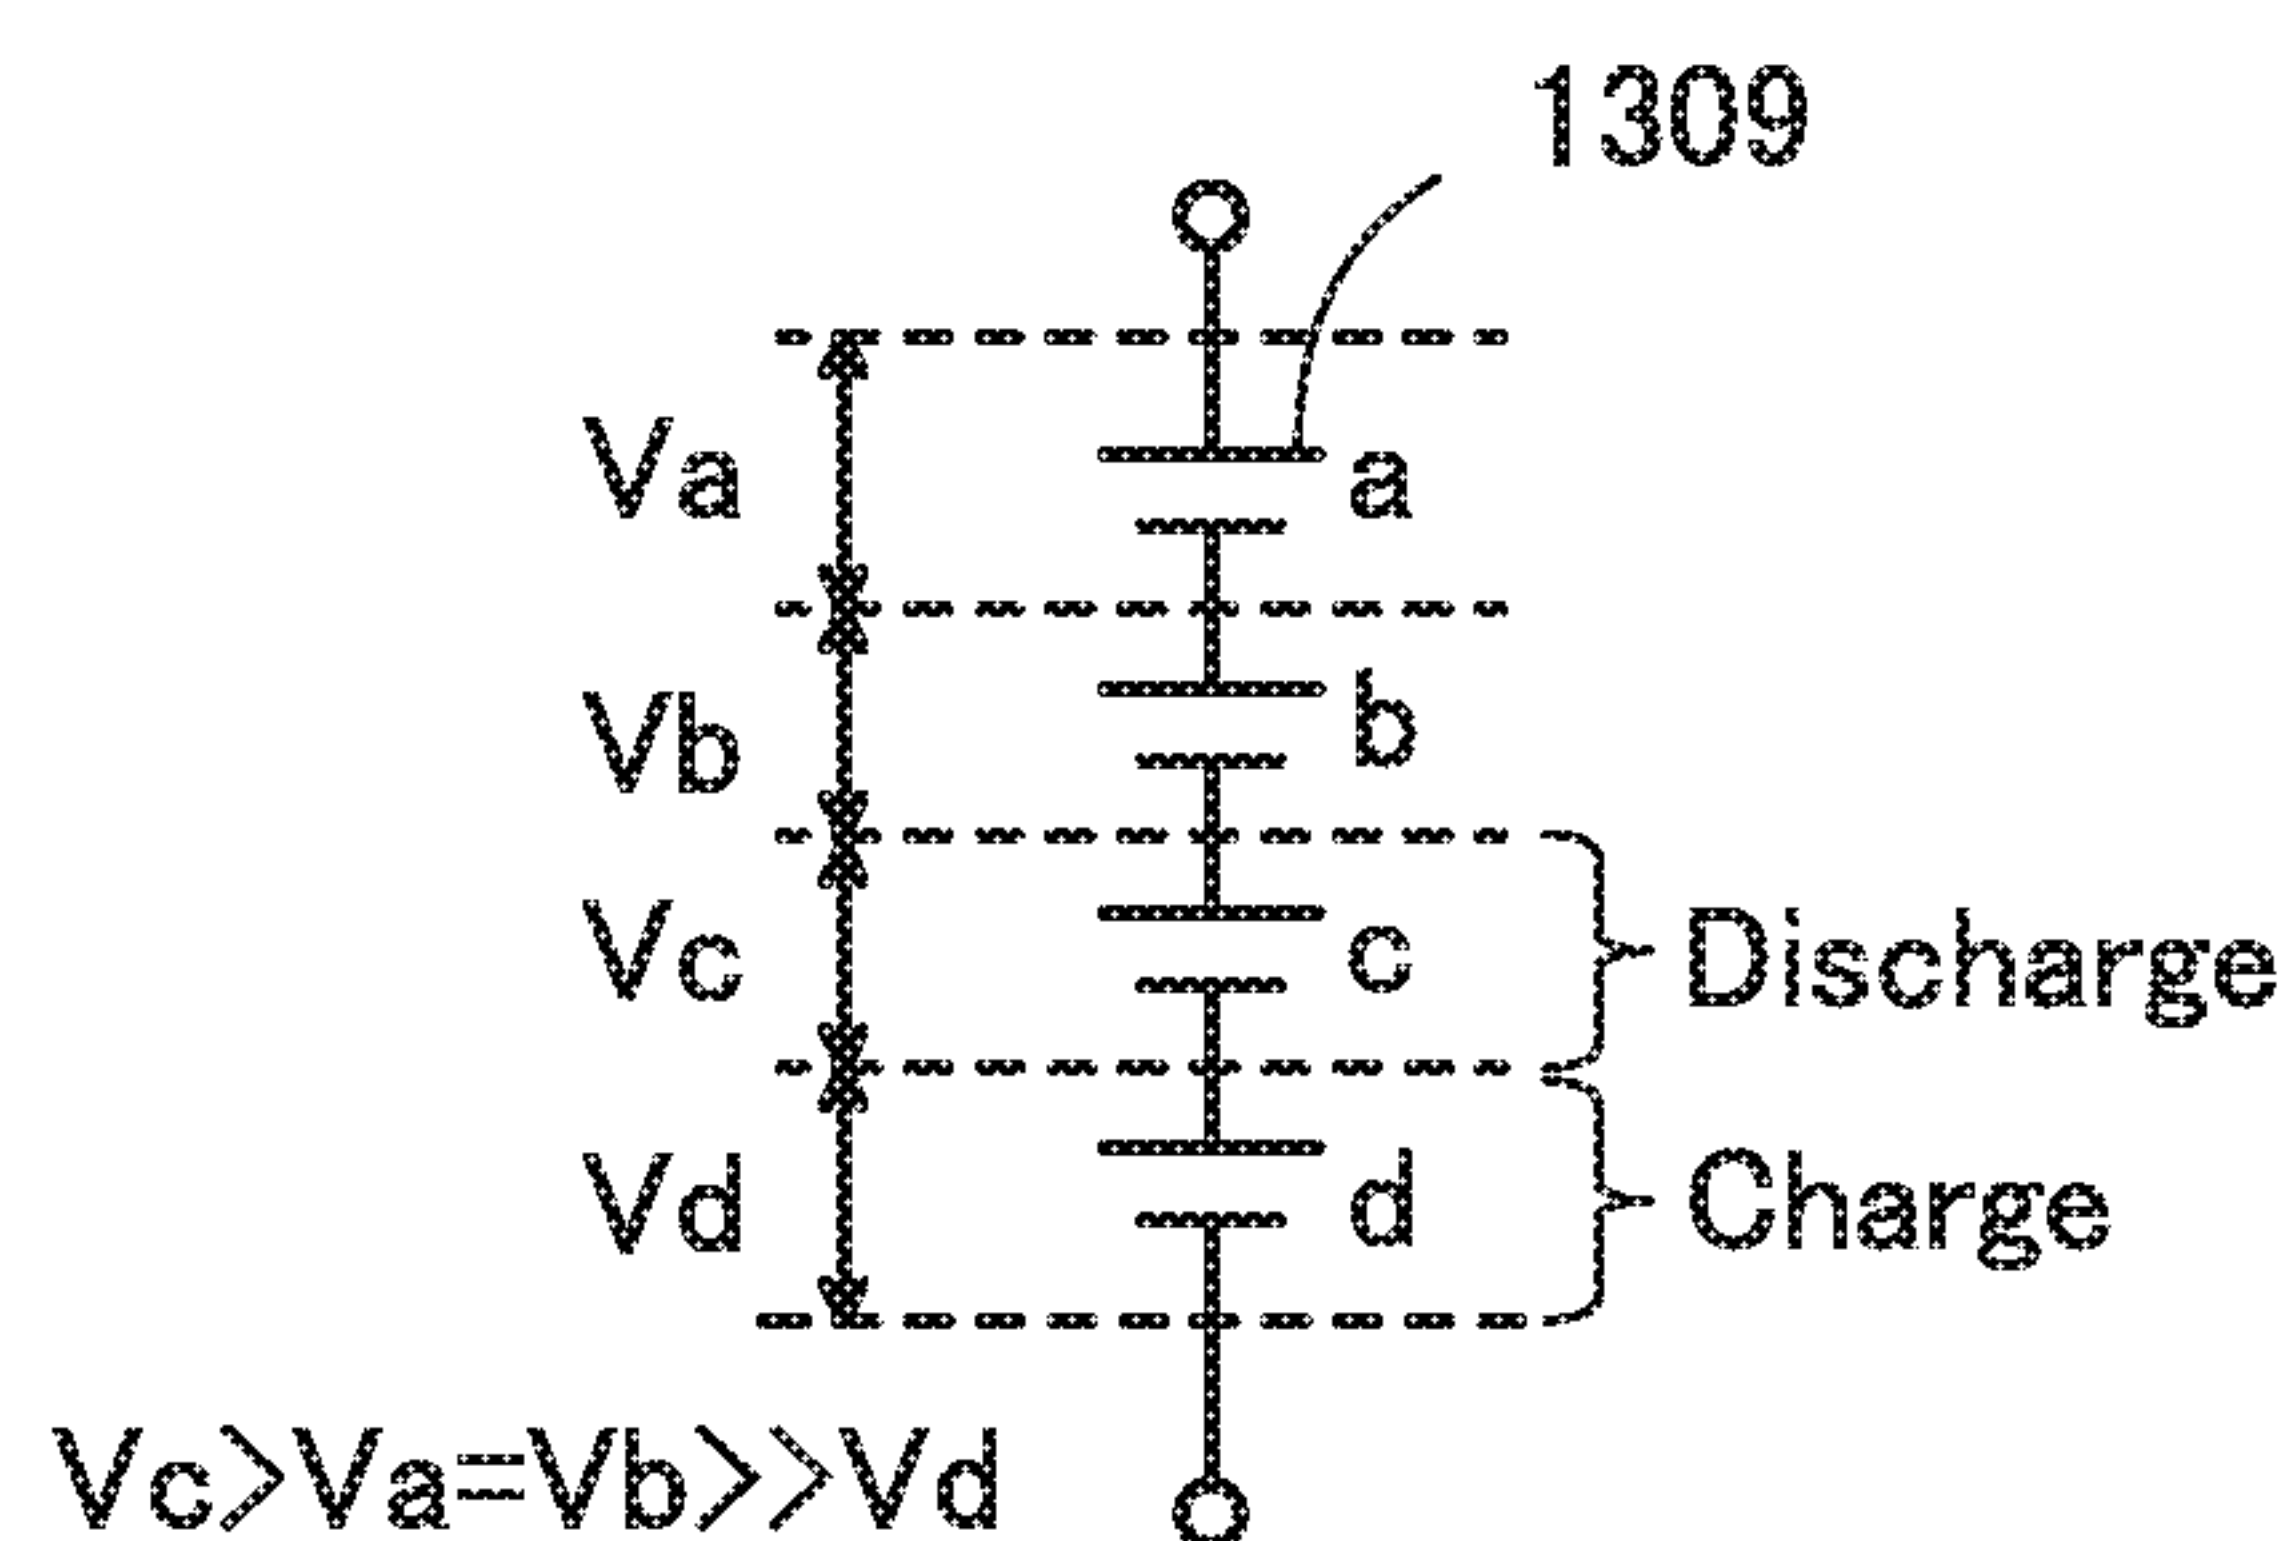 1309
Va
a
Vb
b
Vc
c
Discharge
Vd
d
Charge
Vc>Va=Vb>>Vd